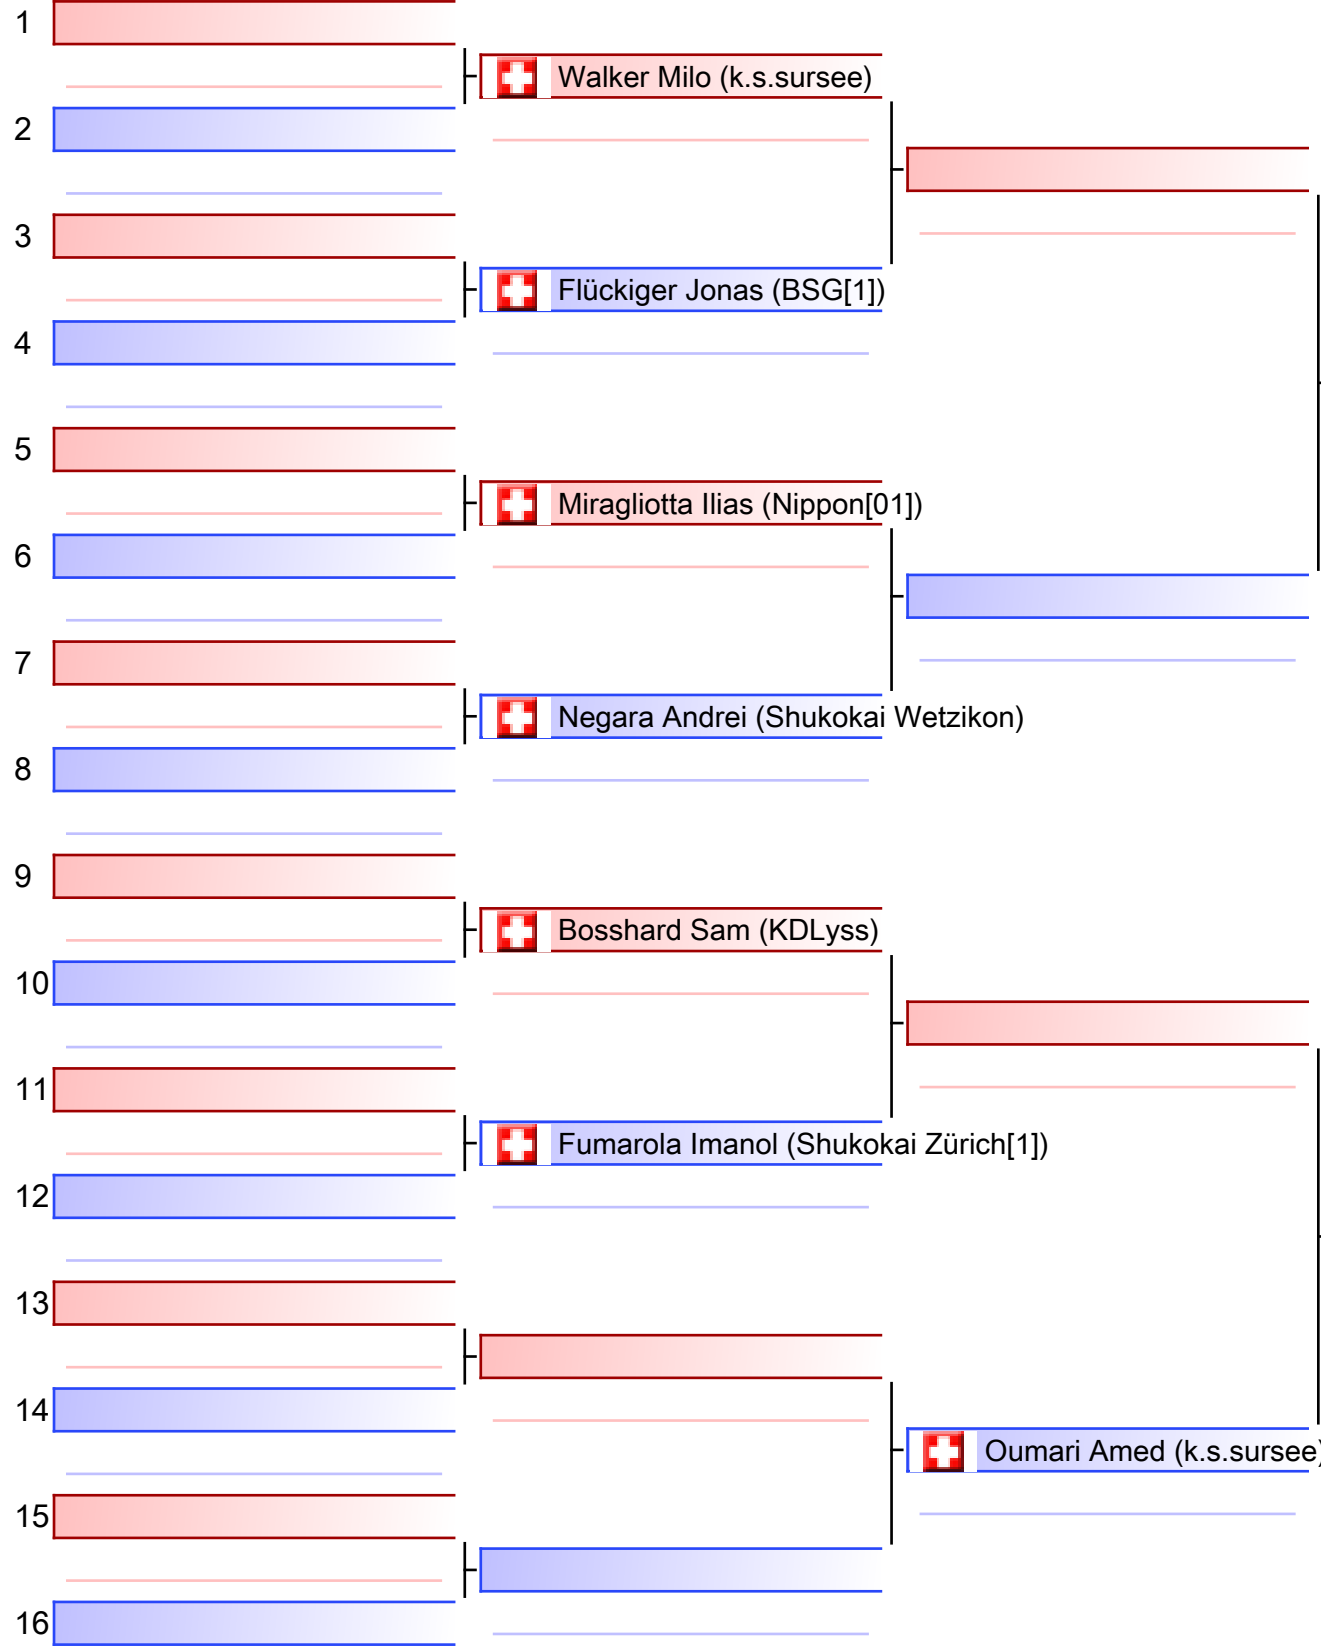 1
Walker Milo (k.s.sursee)
2
3
Flückiger Jonas (BSG[1])
4
5
Miragliotta Ilias (Nippon[01])
6
7
Negara Andrei (Shukokai Wetzikon)
8
9
Bosshard Sam (KDLyss)
10
11
Fumarola Imanol (Shukokai Zürich[1])
12
13
14
Oumari Amed (k.s.sursee)
15
16